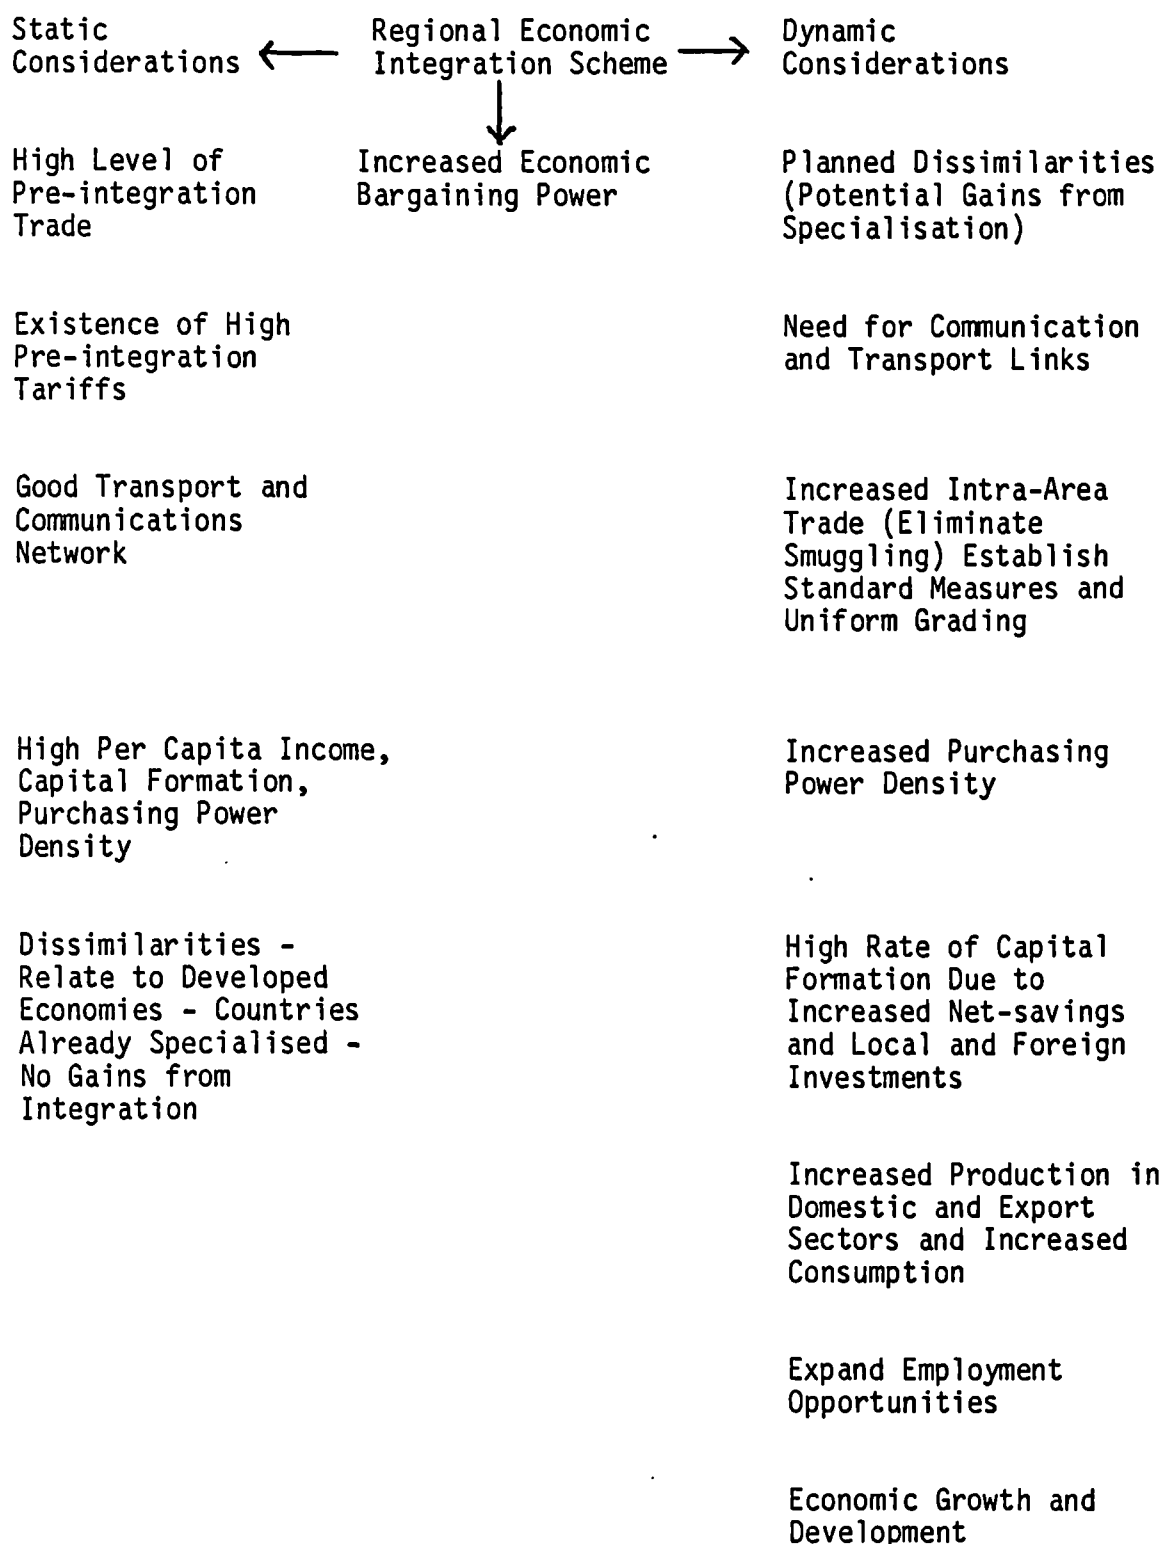 Static
Considerations
Regional Economic
Integration Scheme
Dynamic
Considerations
High Level of
Pre-integration
Trade
Increased Economic
Bargaining Power
Planned Dissimilarities
(Potential Gains from
Specialisation)
Existence of High
Pre-integration
Tariffs
Need for Communication
and Transport Links
Good Transport and
Communications
Network
Increased Intra-Area
Trade (Eliminate
Smuggling) Establish
Standard Measures and
Uniform Grading
High Per Capita Income,
Capital Formation,
Purchasing Power
Density
Increased Purchasing
Power Density
Dissimilarities -
Relate to Developed
Economies - Countries
Already Specialised -
No Gains from
Integration
High Rate of Capital
Formation Due to
Increased Net-savings
and Local and Foreign
Investments
Increased Production in
Domestic and Export
Sectors and Increased
Consumption
Expand Employment
Opportunities
Economic Growth and
Development